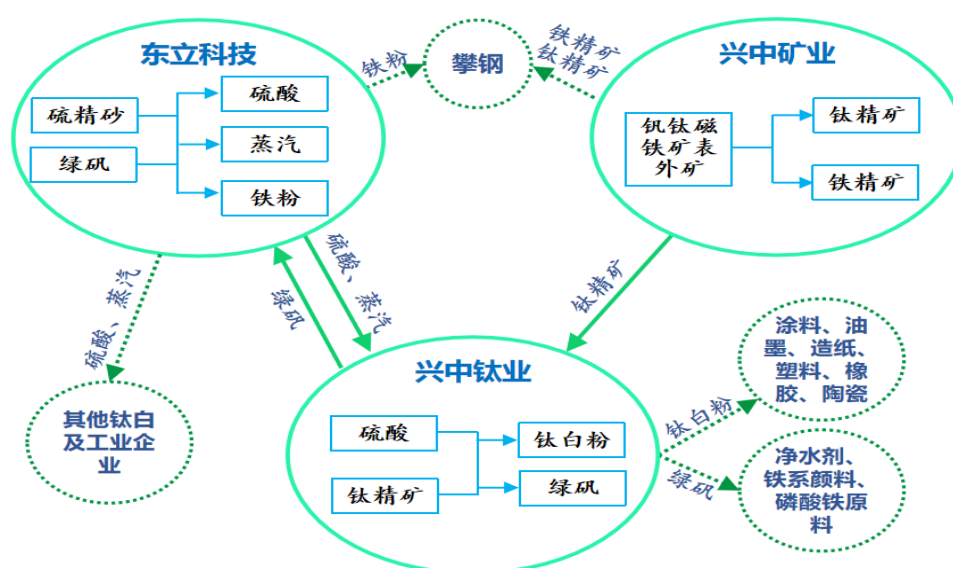 东立科技
硫精砂
绿矾
硫酸
蒸汽
铁粉
铁粉
攀钢
铁精矿
钛精矿
兴中矿业
钒钛磁
铁矿表
外矿
钛精矿
铁精矿
硫酸、蒸汽
绿矾
硫酸、蒸汽
钛精矿
其他钛白
及工业企
业
兴中钛业
硫酸
钛精矿
钛白粉
绿矾
钛白粉
绿矾
涂料、油
墨、造纸、
塑料、橡
胶、陶瓷
净水剂、
铁系颜料、
磷酸铁原
料